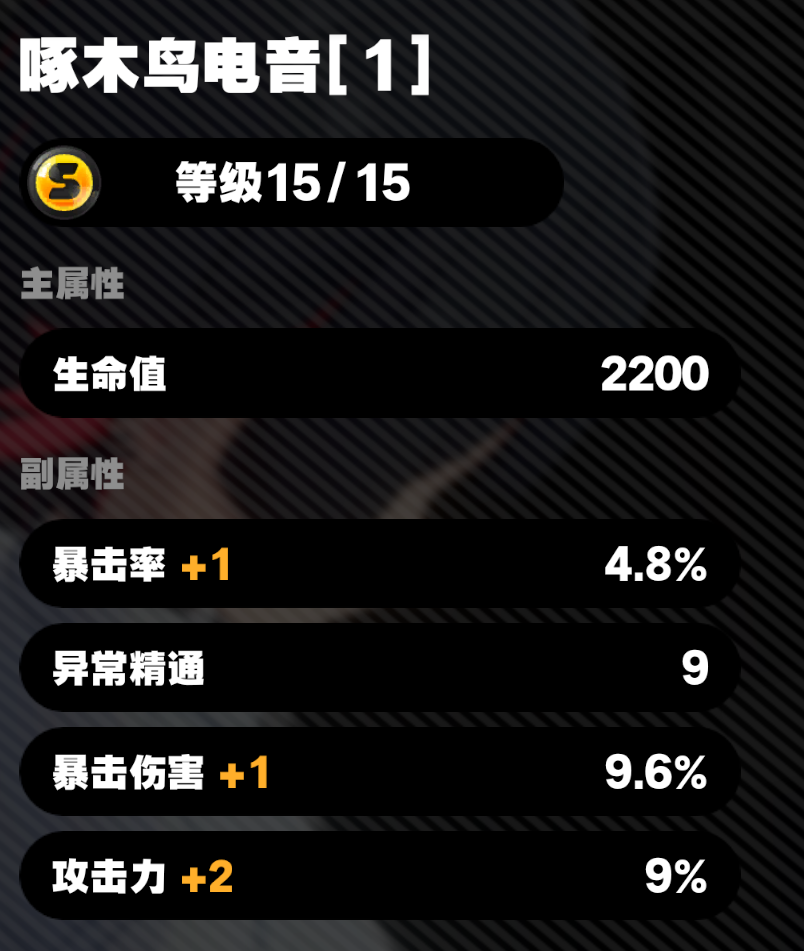 啄木鸟电音[1]
S 等级15/15
主属性
生命值 2200
副属性
暴击率 +1 4.8%
异常精通 9
暴击伤害 +1 9.6%
攻击力 +2 9%